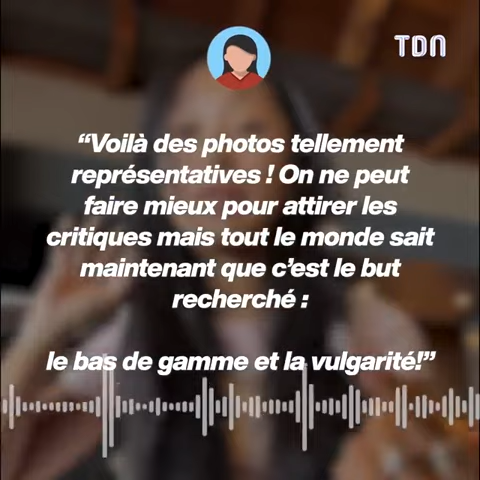 TDN
“Voilà des photos tellement
représentatives ! On ne peut
faire mieux pour attirer les
critiques mais tout le monde sait
maintenant que c’est le but
recherché :
le bas de gamme et la vulgarité!”